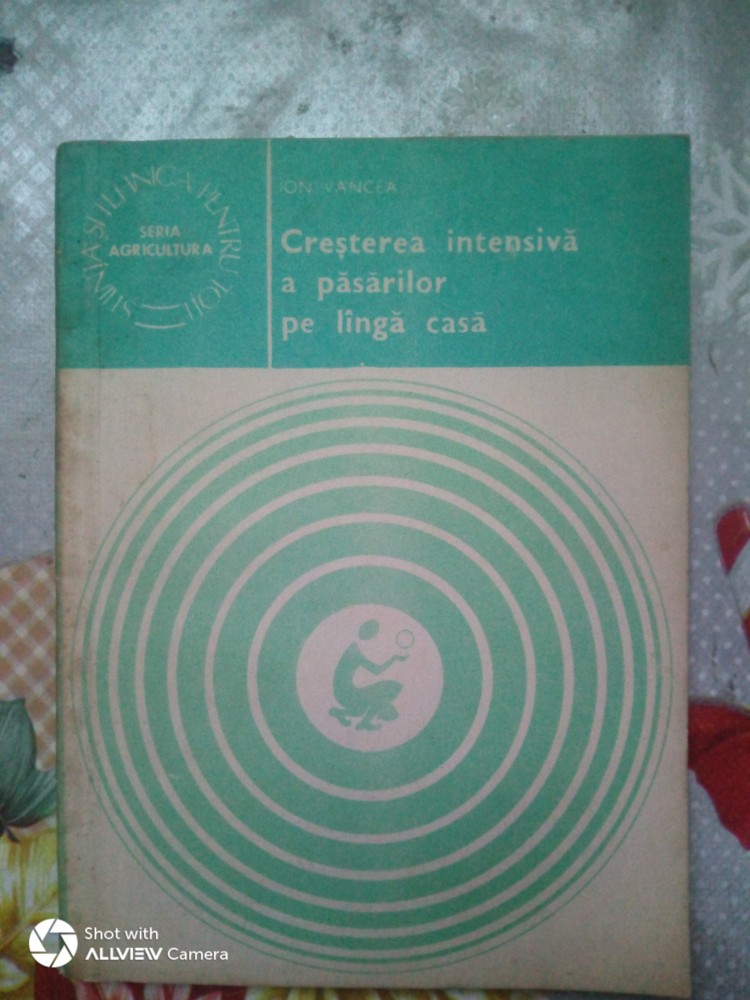 ȘTIINȚA ȘI TEHNICA PENTRU TOȚI
SERIA
AGRICULTURA
ION VANCEA
Creșterea intensivă
a păsărilor
pe lîngă casă
Shot with
ALLVIEW Camera